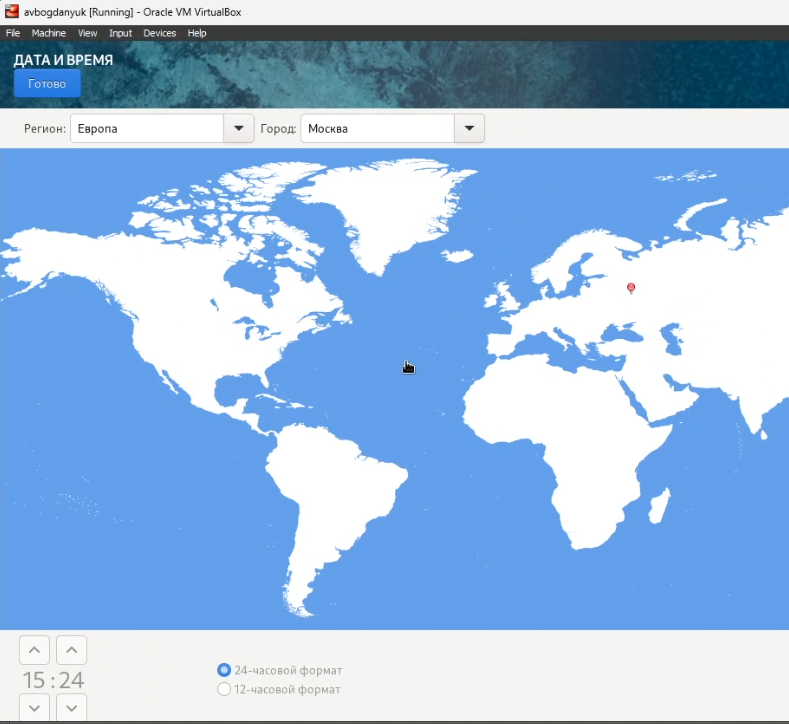 avbogdanyuk [Running] - Oracle VM VirtualBox
File Machine View Input Devices Help
ДАТА И ВРЕМЯ
Готово
Регион: Европа Город: Москва
15:24
24-часовой формат
12-часовой формат